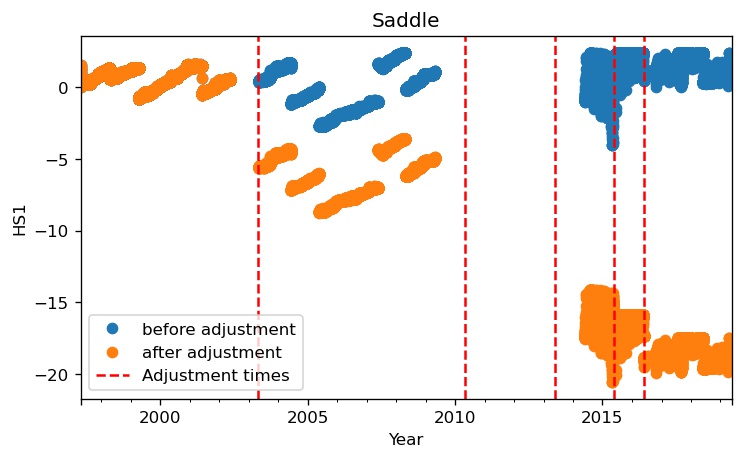 Saddle
HS1
0
−5
−10
−15
−20
before adjustment
after adjustment
Adjustment times
2000
2005
2010
2015
Year